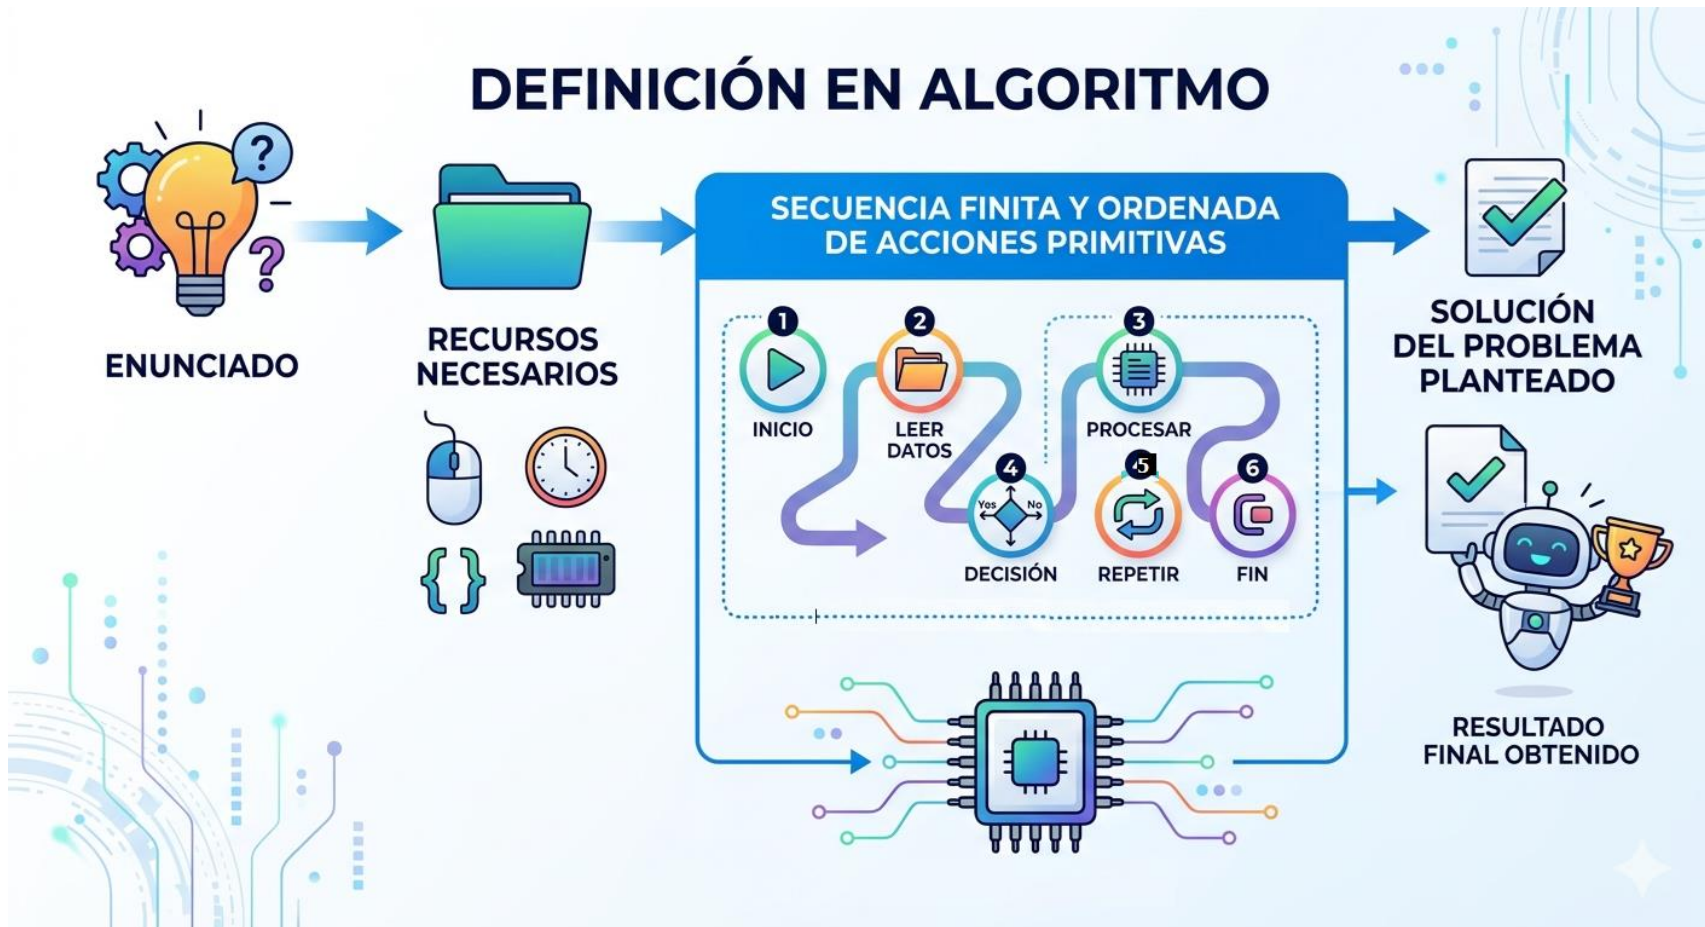 DEFINICIÓN EN ALGORITMO
?
?
ENUNCIADO
RECURSOS
NECESARIOS
SECUENCIA FINITA Y ORDENADA
DE ACCIONES PRIMITIVAS
1
INICIO
2
LEER
DATOS
3
PROCESAR
4
Yes
No
DECISIÓN
5
REPETIR
6
FIN
{}
SOLUCIÓN
DEL PROBLEMA
PLANTEADO
RESULTADO
FINAL OBTENIDO